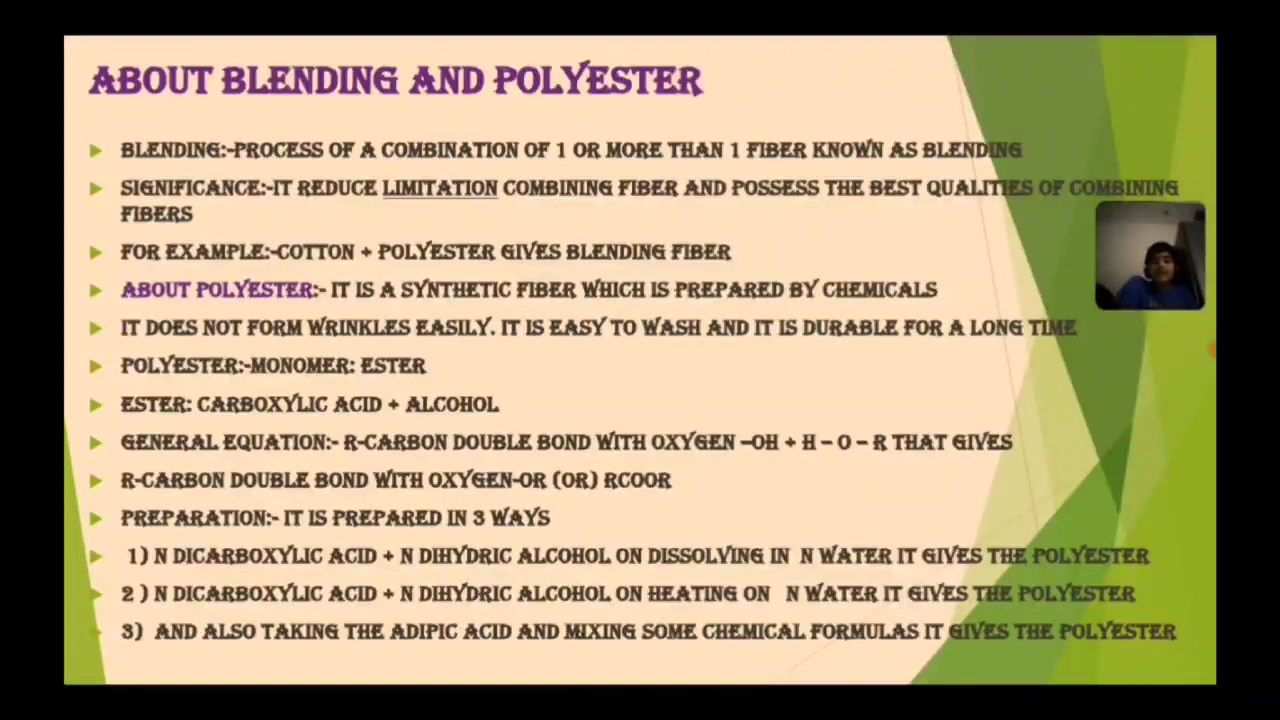 ABOUT BLENDING AND POLYESTER
BLENDING:-PROCESS OF A COMBINATION OF 1 OR MORE THAN 1 FIBER KNOWN AS BLENDING
SIGNIFICANCE:-IT REDUCE LIMITATION COMBINING FIBER AND POSSESS THE BEST QUALITIES OF COMBINING
FIBERS
FOR EXAMPLE:-COTTON + POLYESTER GIVES BLENDING FIBER
ABOUT POLYESTER:- IT IS A SYNTHETIC FIBER WHICH IS PREPARED BY CHEMICALS
IT DOES NOT FORM WRINKLES EASILY. IT IS EASY TO WASH AND IT IS DURABLE FOR A LONG TIME
POLYESTER:-MONOMER: ESTER
ESTER: CARBOXYLIC ACID + ALCOHOL
GENERAL EQUATION:- R-CARBON DOUBLE BOND WITH OXYGEN –OH + H – O – R THAT GIVES
R-CARBON DOUBLE BOND WITH OXYGEN-OR (OR) RCOOR
PREPARATION:- IT IS PREPARED IN 3 WAYS
1) N DICARBOXYLIC ACID + N DIHYDRIC ALCOHOL ON DISSOLVING IN N WATER IT GIVES THE POLYESTER
2 ) N DICARBOXYLIC ACID + N DIHYDRIC ALCOHOL ON HEATING ON N WATER IT GIVES THE POLYESTER
3) AND ALSO TAKING THE ADIPIC ACID AND MIXING SOME CHEMICAL FORMULAS IT GIVES THE POLYESTER